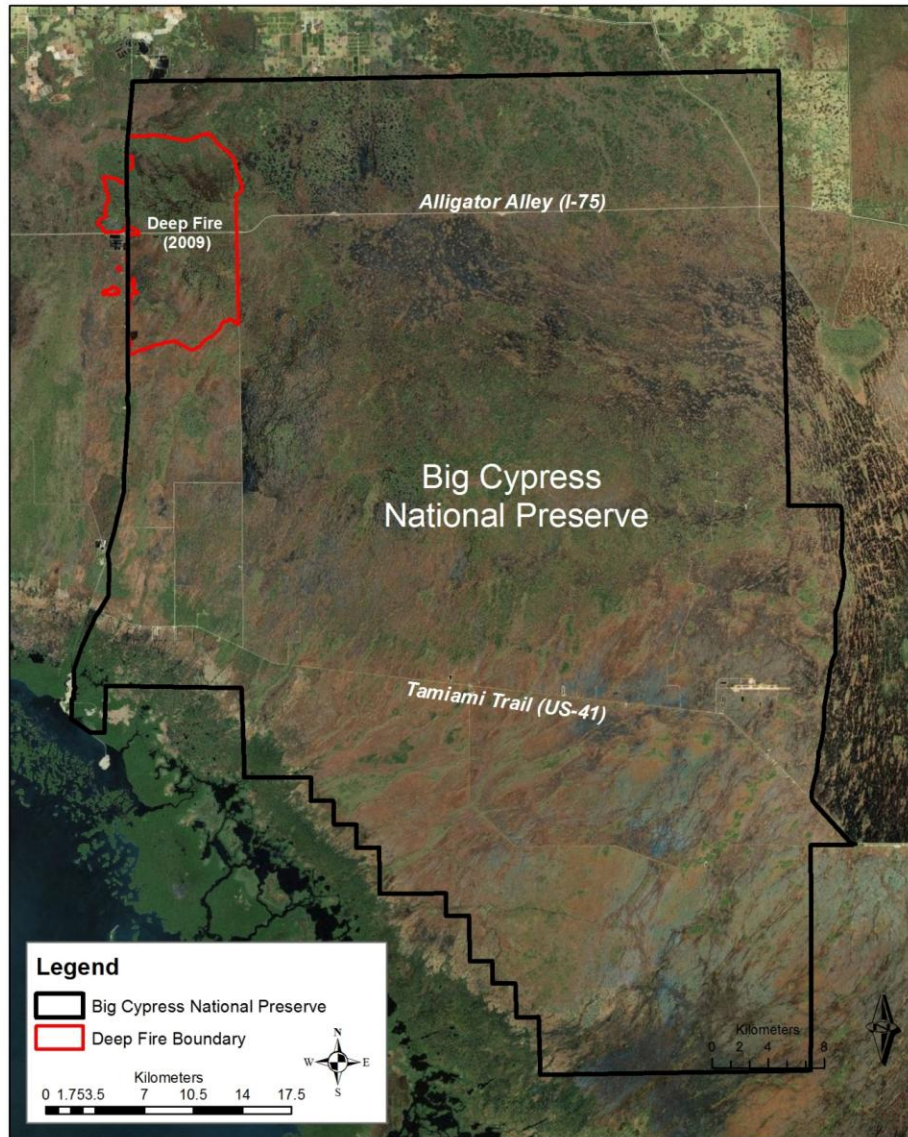 Alligator Alley (I-75)
Deep Fire
(2009)
Big Cypress
National Preserve
Tamiami Trail (US-41)
Legend
Big Cypress National Preserve
Deep Fire Boundary
N
W E
S
Kilometers
0 1.753.5 7 10.5 14 17.5
Kilometers
0 2 4 6 8